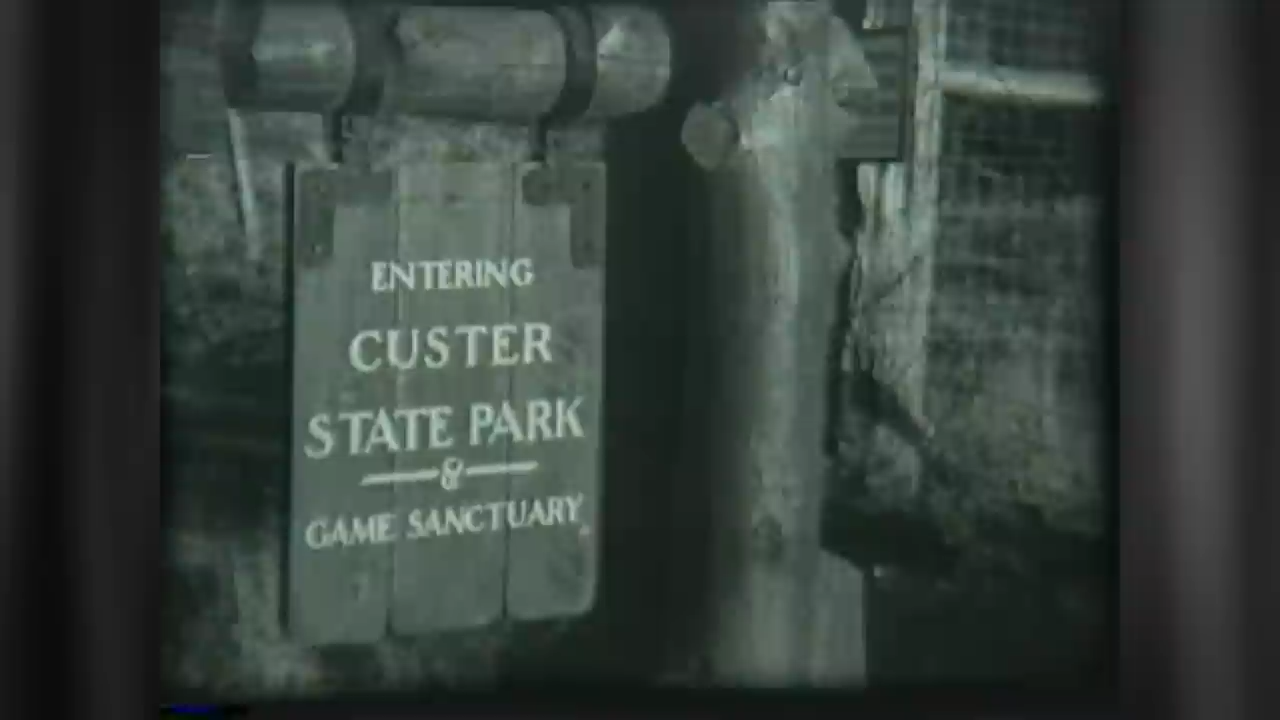 ENTERING
CUSTER
STATE PARK
&
GAME SANCTUARY